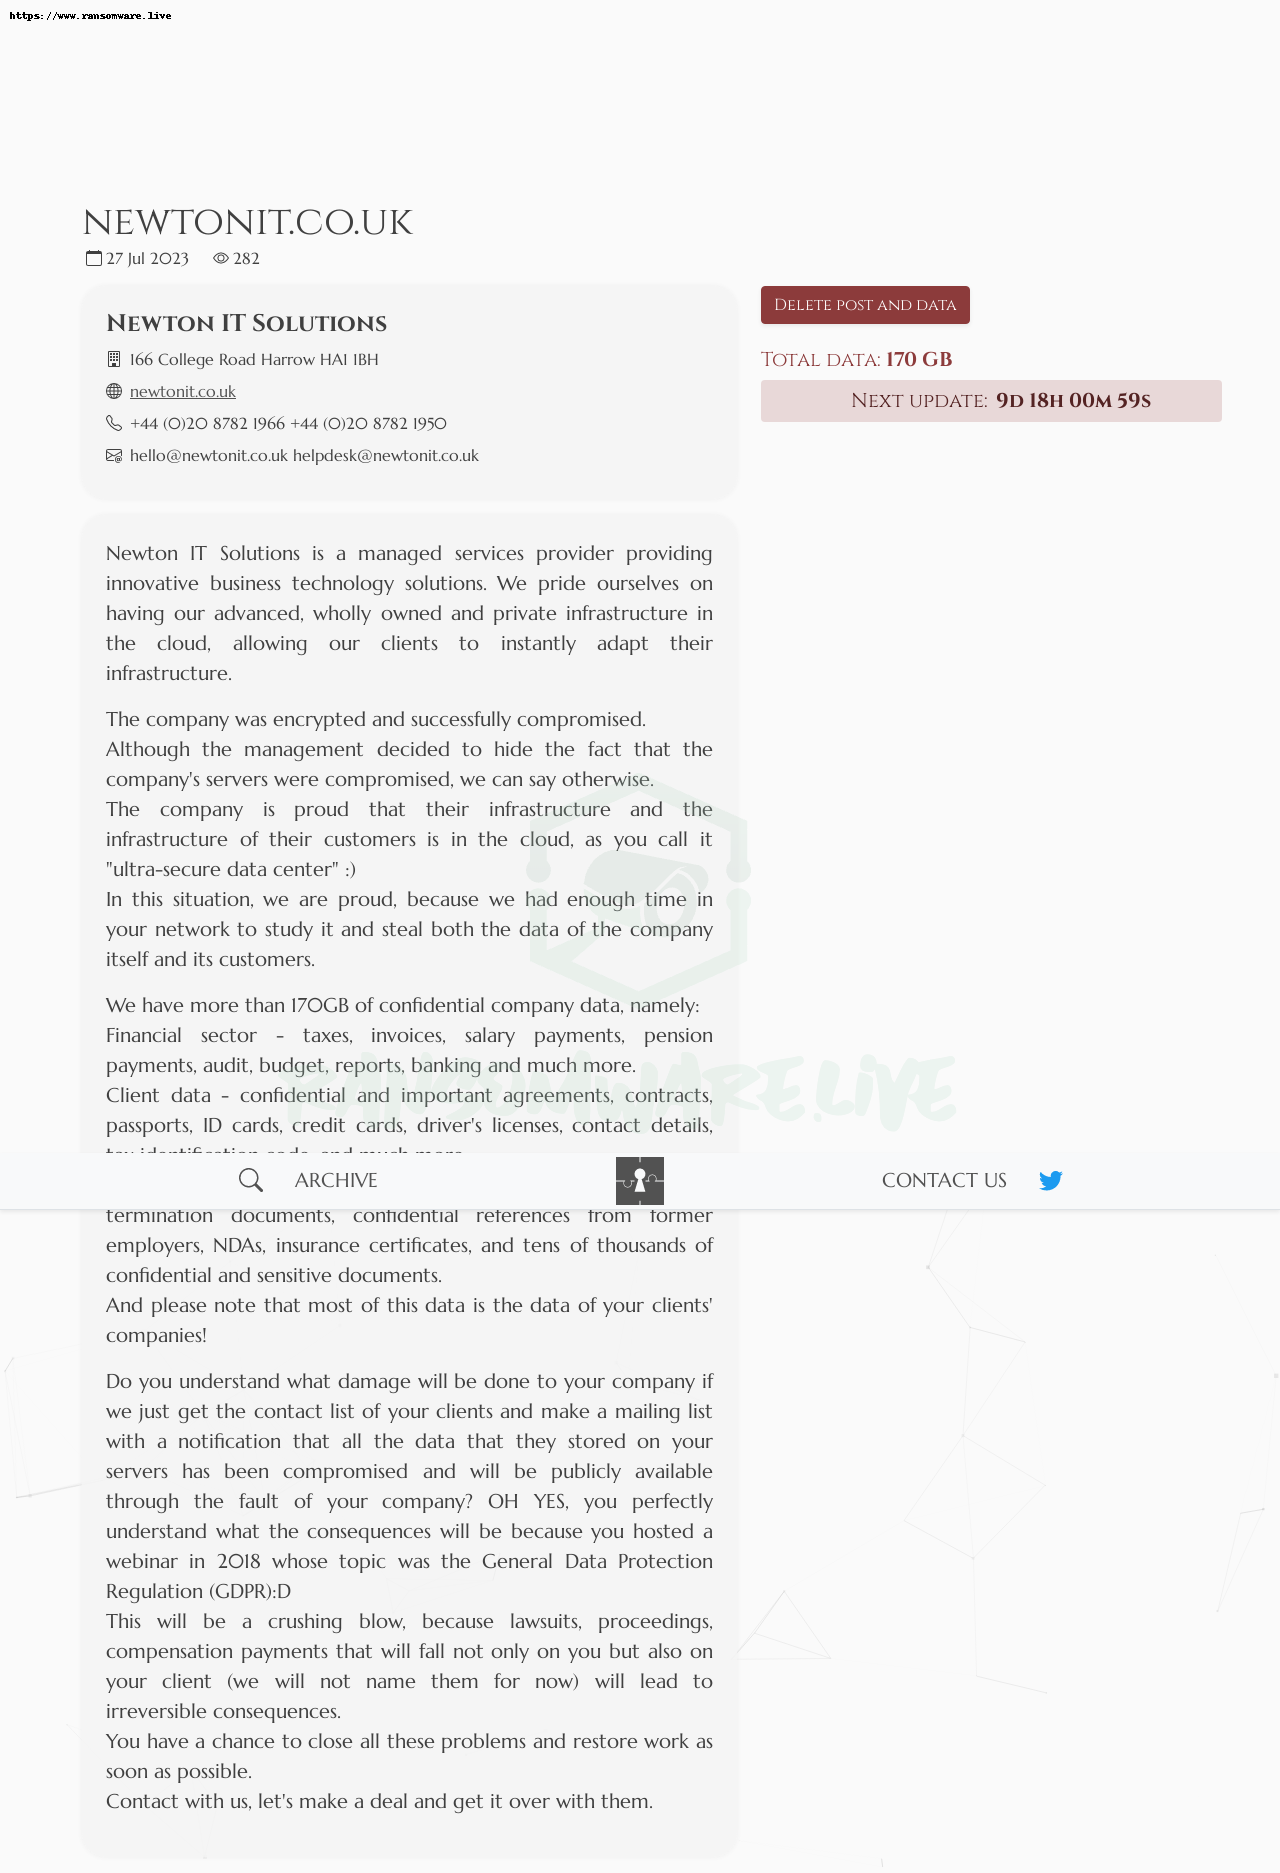 https://www.ransomware.live
NEWTONIT.CO.UK
27 Jul 2023 282
Newton IT Solutions
166 College Road Harrow HA1 1BH
newtonit.co.uk
+44 (0)20 8782 1966 +44 (0)20 8782 1950
hello@newtonit.co.uk helpdesk@newtonit.co.uk
Delete post and data
Total data: 170 GB
Next update: 9D 18H 00M 59S
Newton IT Solutions is a managed services provider providing
innovative business technology solutions. We pride ourselves on
having our advanced, wholly owned and private infrastructure in
the cloud, allowing our clients to instantly adapt their
infrastructure.
The company was encrypted and successfully compromised.
Although the management decided to hide the fact that the
company's servers were compromised, we can say otherwise.
The company is proud that their infrastructure and the
infrastructure of their customers is in the cloud, as you call it
"ultra-secure data center" :)
In this situation, we are proud, because we had enough time in
your network to study it and steal both the data of the company
itself and its customers.
We have more than 170GB of confidential company data, namely:
Financial sector - taxes, invoices, salary payments, pension
payments, audit, budget, reports, banking and much more.
RANSOMWARE.LIVE
Client data - confidential and important agreements, contracts,
passports, ID cards, credit cards, driver's licenses, contact details,
tax identification code, and much more.
ARCHIVE
CONTACT US
termination documents, confidential references from former
employers, NDAs, insurance certificates, and tens of thousands of
confidential and sensitive documents.
And please note that most of this data is the data of your clients'
companies!
Do you understand what damage will be done to your company if
we just get the contact list of your clients and make a mailing list
with a notification that all the data that they stored on your
servers has been compromised and will be publicly available
through the fault of your company? OH YES, you perfectly
understand what the consequences will be because you hosted a
webinar in 2018 whose topic was the General Data Protection
Regulation (GDPR):D
This will be a crushing blow, because lawsuits, proceedings,
compensation payments that will fall not only on you but also on
your client (we will not name them for now) will lead to
irreversible consequences.
You have a chance to close all these problems and restore work as
soon as possible.
Contact with us, let's make a deal and get it over with them.